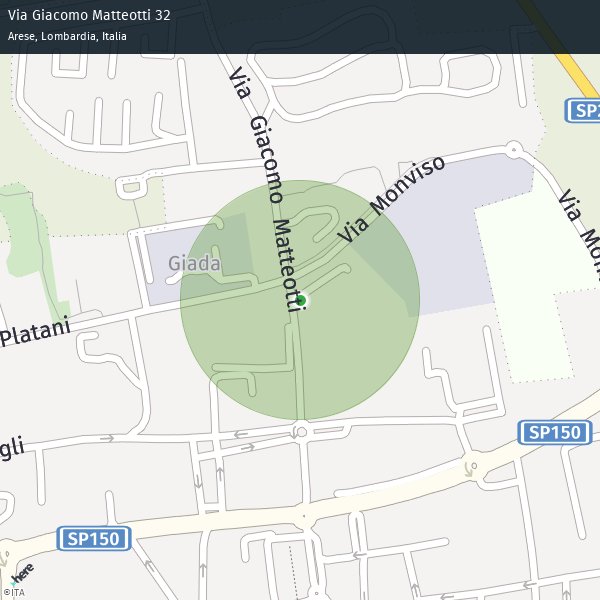 Via Giacomo Matteotti 32
Arese, Lombardia, Italia
SP2
Via Giacomo Matteotti
Via Monviso
Via Mon
Giada
Platani
gli
SP150
SP150
here
©ITA